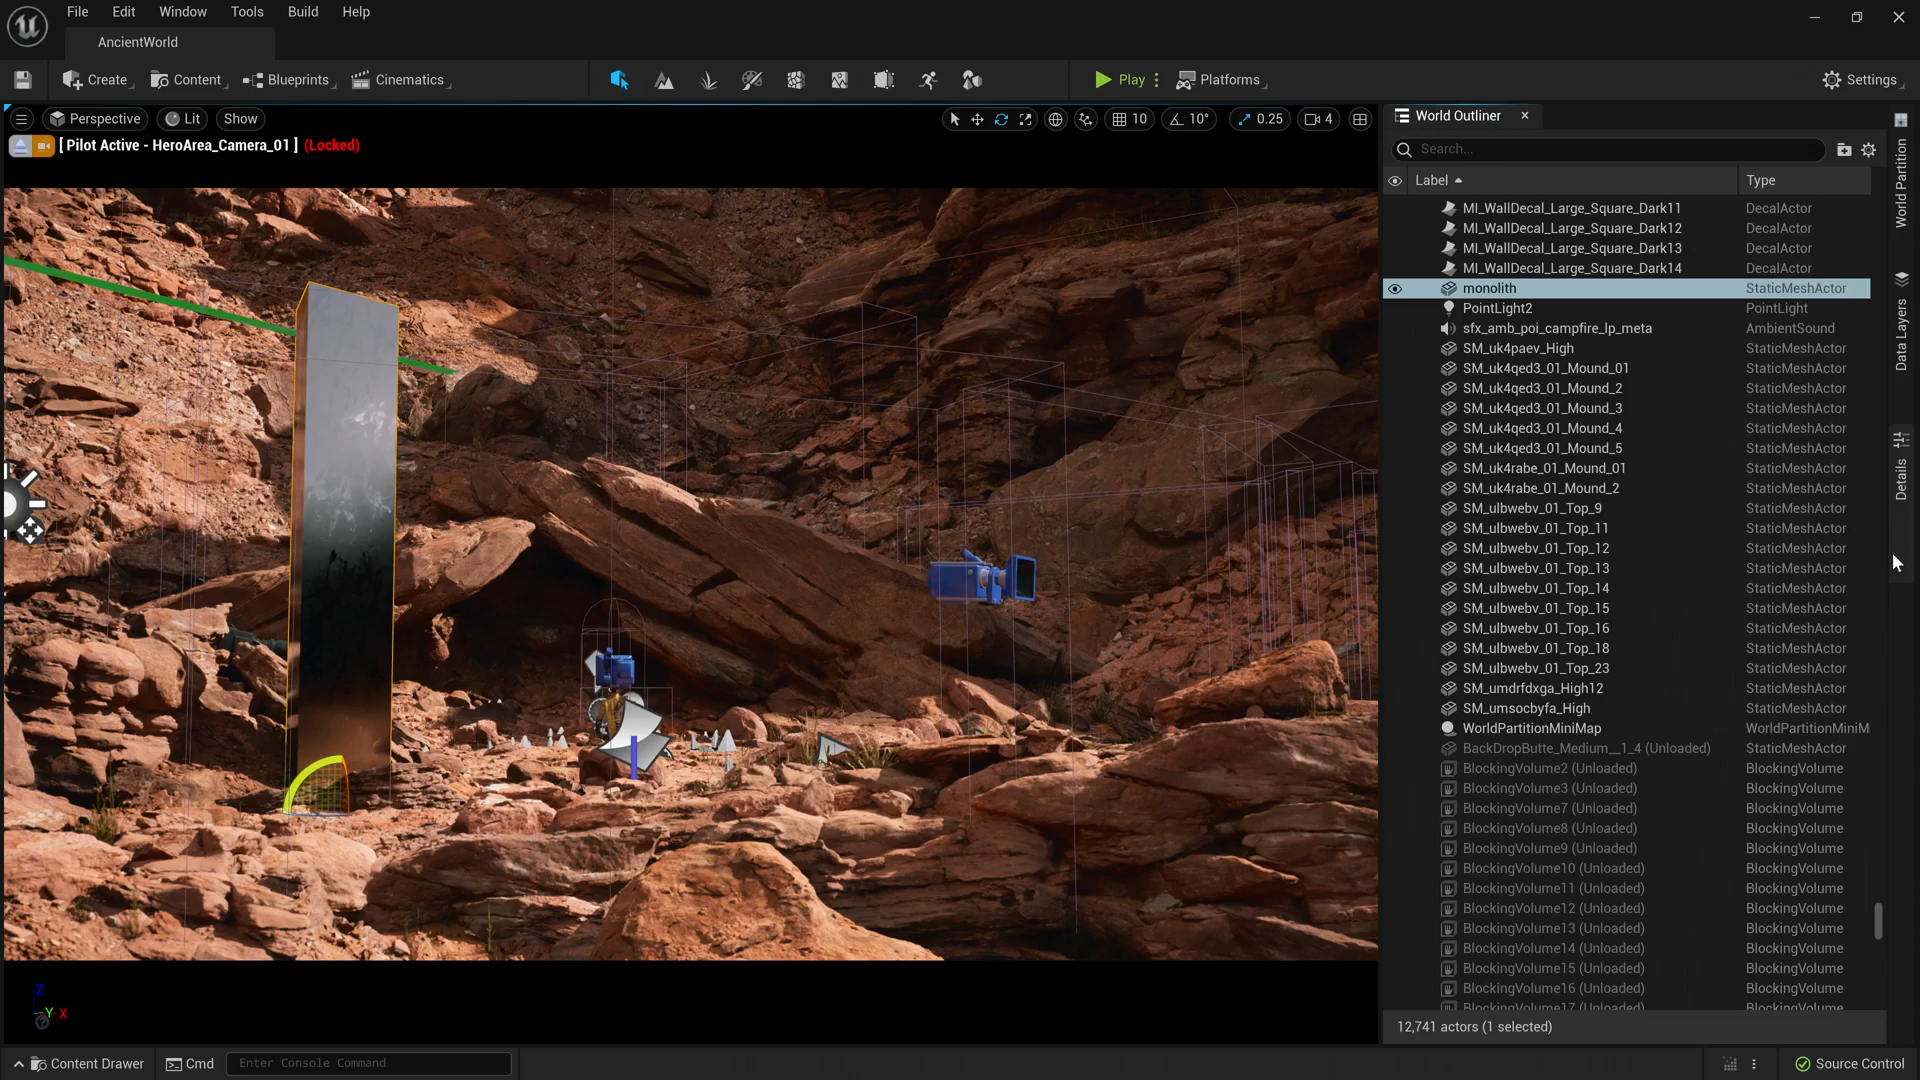 File Edit Window Tools Build Help
AncientWorld
Create Content Blueprints Cinematics Play Platforms Settings
Perspective Lit Show 10 10° 0.25 4
[ Pilot Active - HeroArea_Camera_01 ] (Locked)
World Outliner
Search...
Label Type
MI_WallDecal_Large_Square_Dark11 DecalActor
MI_WallDecal_Large_Square_Dark12 DecalActor
MI_WallDecal_Large_Square_Dark13 DecalActor
MI_WallDecal_Large_Square_Dark14 DecalActor
monolith StaticMeshActor
PointLight2 PointLight
sfx_amb_poi_campfire_lp_meta AmbientSound
SM_uk4paev_High StaticMeshActor
SM_uk4qed3_01_Mound_01 StaticMeshActor
SM_uk4qed3_01_Mound_2 StaticMeshActor
SM_uk4qed3_01_Mound_3 StaticMeshActor
SM_uk4qed3_01_Mound_4 StaticMeshActor
SM_uk4qed3_01_Mound_5 StaticMeshActor
SM_uk4rabe_01_Mound_01 StaticMeshActor
SM_uk4rabe_01_Mound_2 StaticMeshActor
SM_ulbwebv_01_Top_9 StaticMeshActor
SM_ulbwebv_01_Top_11 StaticMeshActor
SM_ulbwebv_01_Top_12 StaticMeshActor
SM_ulbwebv_01_Top_13 StaticMeshActor
SM_ulbwebv_01_Top_14 StaticMeshActor
SM_ulbwebv_01_Top_15 StaticMeshActor
SM_ulbwebv_01_Top_16 StaticMeshActor
SM_ulbwebv_01_Top_18 StaticMeshActor
SM_ulbwebv_01_Top_23 StaticMeshActor
SM_umdrfdxga_High12 StaticMeshActor
SM_umsocbyfa_High StaticMeshActor
WorldPartitionMiniMap WorldPartitionMiniM
BackDropButte_Medium__1_4 (Unloaded) StaticMeshActor
BlockingVolume2 (Unloaded) BlockingVolume
BlockingVolume3 (Unloaded) BlockingVolume
BlockingVolume7 (Unloaded) BlockingVolume
BlockingVolume8 (Unloaded) BlockingVolume
BlockingVolume9 (Unloaded) BlockingVolume
BlockingVolume10 (Unloaded) BlockingVolume
BlockingVolume11 (Unloaded) BlockingVolume
BlockingVolume12 (Unloaded) BlockingVolume
BlockingVolume13 (Unloaded) BlockingVolume
BlockingVolume14 (Unloaded) BlockingVolume
BlockingVolume15 (Unloaded) BlockingVolume
BlockingVolume16 (Unloaded) BlockingVolume
BlockingVolume17 (Unloaded) BlockingVolume
12,741 actors (1 selected)
World Partition
Data Layers
Details
Z
Y X
Content Drawer Cmd Enter Console Command Source Control